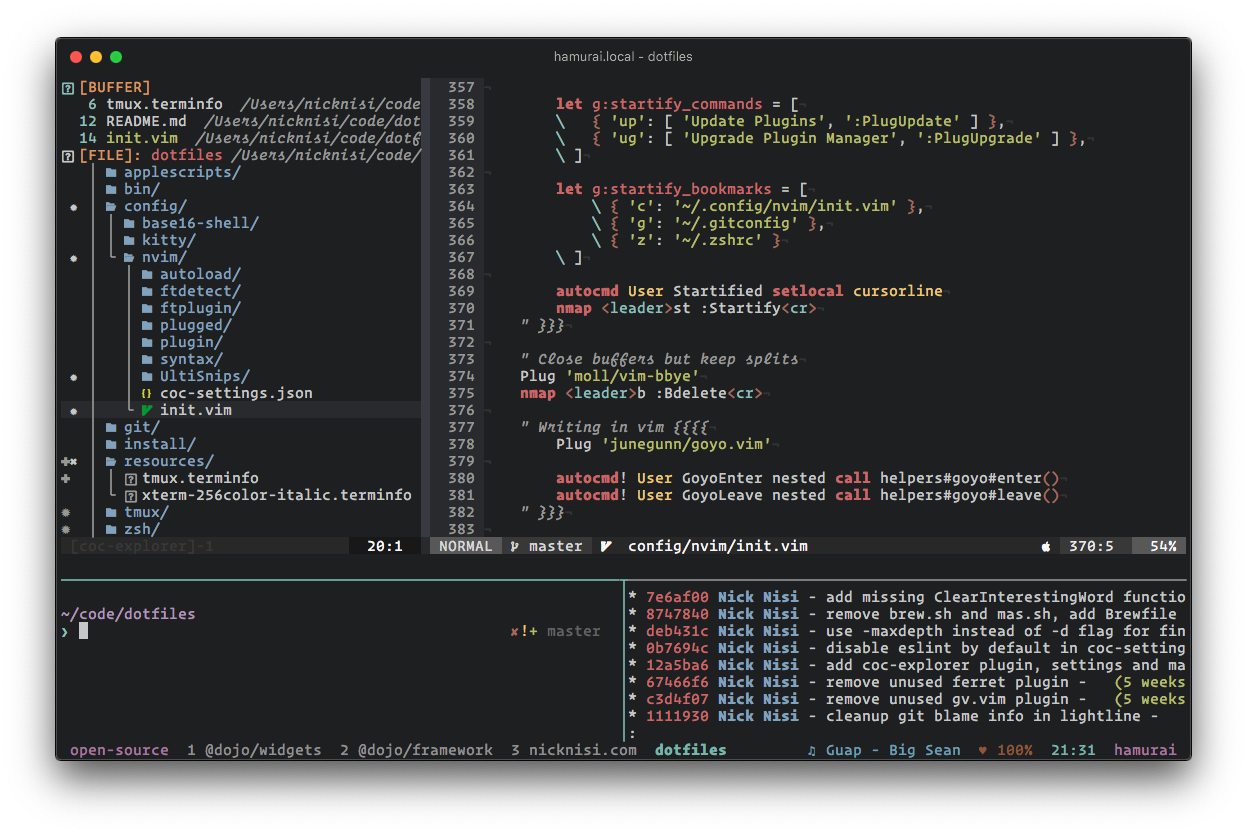 hamurai.local - dotfiles
[BUFFER]
6 tmux.terminfo /Users/nicknisi/code
12 README.md /Users/nicknisi/code/dot
14 init.vim /Users/nicknisi/code/dotf
[FILE]: dotfiles /Users/nicknisi/code/
applescripts/
bin/
config/
base16-shell/
kitty/
nvim/
autoload/
ftdetect/
ftplugin/
plugged/
plugin/
syntax/
UltiSnips/
{} coc-settings.json
init.vim
git/
install/
resources/
tmux.terminfo
xterm-256color-italic.terminfo
tmux/
zsh/
[coc-explorer]-1 20:1
357 ¬
358 let g:startify_commands = [¬
359 \ { 'up': [ 'Update Plugins', ':PlugUpdate' ] },¬
360 \ { 'ug': [ 'Upgrade Plugin Manager', ':PlugUpgrade' ] },¬
361 \ ]¬
362 ¬
363 let g:startify_bookmarks = [¬
364 \ { 'c': '~/.config/nvim/init.vim' },¬
365 \ { 'g': '~/.gitconfig' },¬
366 \ { 'z': '~/.zshrc' }¬
367 \ ]¬
368 ¬
369 autocmd User Startified setlocal cursorline¬
370 nmap <leader>st :Startify<cr>¬
371 " }}}¬
372 ¬
373 " Close buffers but keep splits¬
374 Plug 'moll/vim-bbye'¬
375 nmap <leader>b :Bdelete<cr>¬
376 ¬
377 " Writing in vim {{{{¬
378 Plug 'junegunn/goyo.vim'¬
379 ¬
380 autocmd! User GoyoEnter nested call helpers#goyo#enter()¬
381 autocmd! User GoyoLeave nested call helpers#goyo#leave()¬
382 " }}}¬
383 ¬
NORMAL master config/nvim/init.vim 370:5 54%
~/code/dotfiles
❯ ✘!+ master
* 7e6af00 Nick Nisi - add missing ClearInterestingWord functio
* 8747840 Nick Nisi - remove brew.sh and mas.sh, add Brewfile
* deb431c Nick Nisi - use -maxdepth instead of -d flag for fin
* 0b7694c Nick Nisi - disable eslint by default in coc-setting
* 12a5ba6 Nick Nisi - add coc-explorer plugin, settings and ma
* 67466f6 Nick Nisi - remove unused ferret plugin - (5 weeks
* c3d4f07 Nick Nisi - remove unused gv.vim plugin - (5 weeks
* 1111930 Nick Nisi - cleanup git blame info in lightline -
:
open-source 1 @dojo/widgets 2 @dojo/framework 3 nicknisi.com dotfiles ♫ Guap - Big Sean ♥ 100% 21:31 hamurai